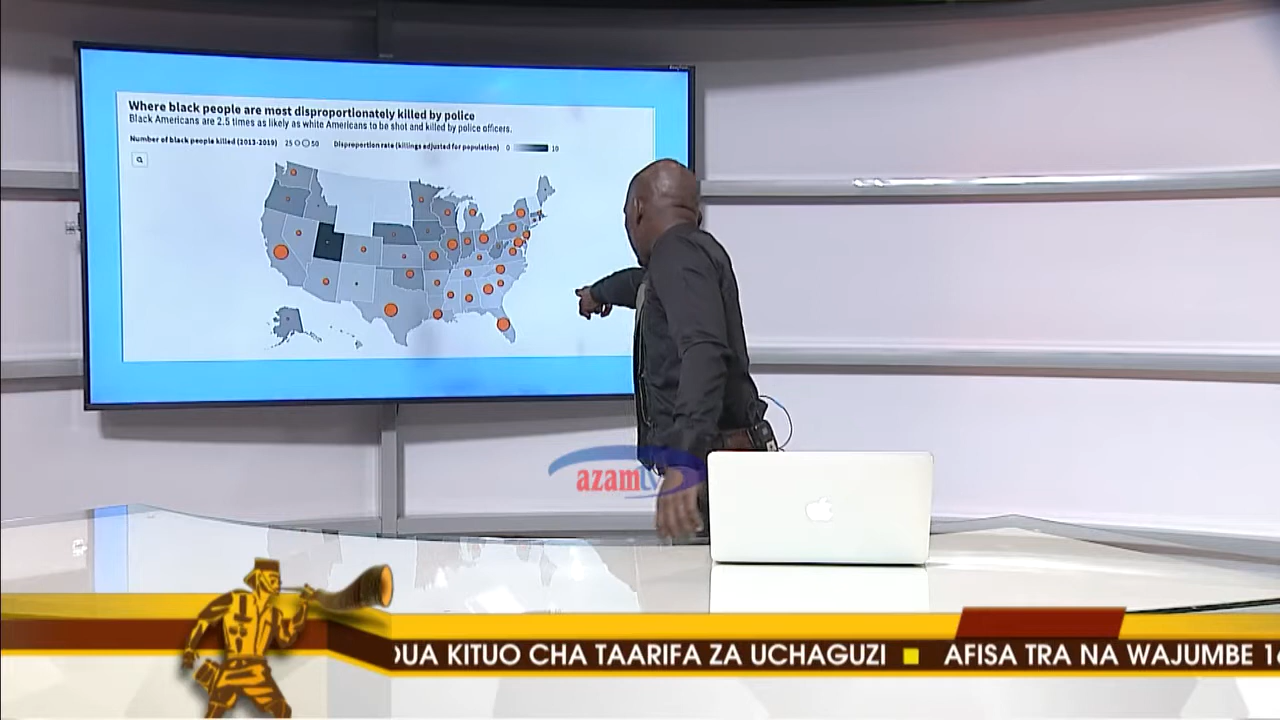 Where black people are most disproportionately killed by police
Black Americans are 2.5 times as likely as white Americans to be shot and killed by police officers.
Number of black people killed (2013-2019) 25 50 Disproportion rate (killings adjusted for population) 0 10
azamtv
DUA KITUO CHA TAARIFA ZA UCHAGUZI AFISA TRA NA WAJUMBE 16